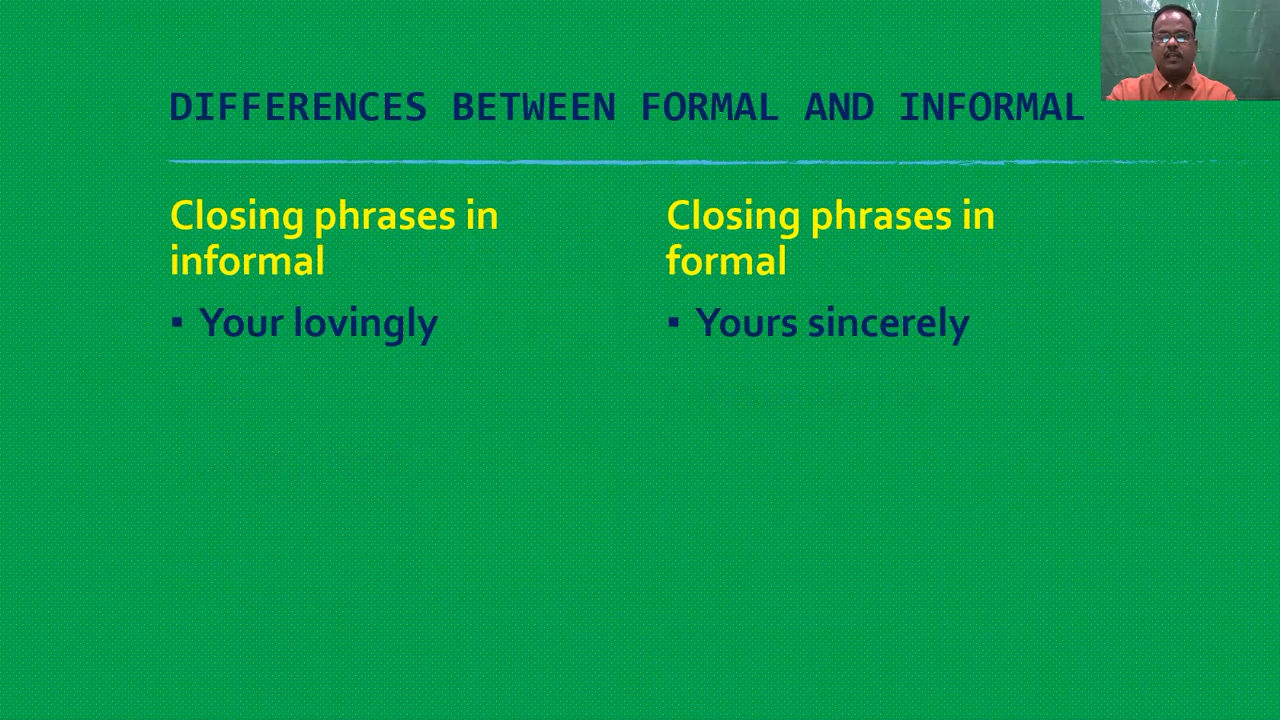 DIFFERENCES BETWEEN FORMAL AND INFORMAL
Closing phrases in
informal
▪ Your lovingly
Closing phrases in
formal
▪ Yours sincerely